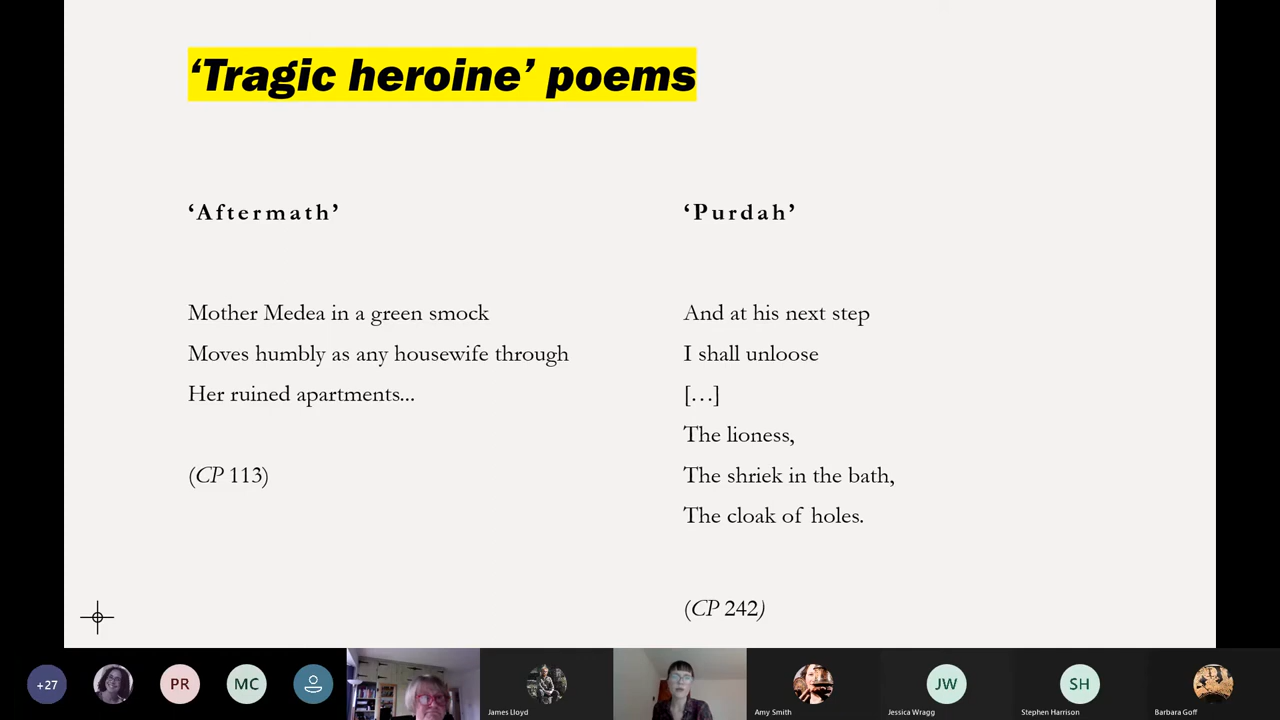 ‘Tragic heroine’ poems
‘Aftermath’
Mother Medea in a green smock
Moves humbly as any housewife through
Her ruined apartments...
(CP 113)
‘Purdah’
And at his next step
I shall unloose
[…]
The lioness,
The shriek in the bath,
The cloak of holes.
(CP 242)
+27
PR
MC
James Lloyd
Amy Smith
JW
Jessica Wragg
SH
Stephen Harrison
Barbara Goff